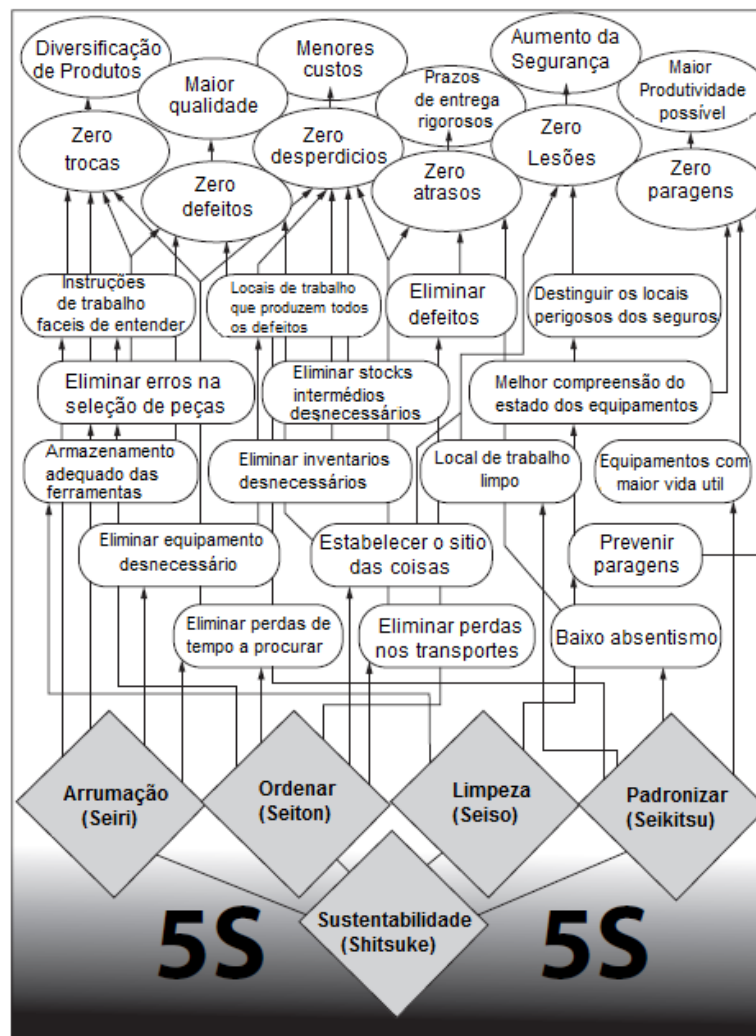 Diversificação
de Produtos
Maior
qualidade
Menores
custos
Prazos
de entrega
rigorosos
Aumento da
Segurança
Maior
Produtividade
possível
Zero
trocas
Zero
defeitos
Zero
desperdicios
Zero
atrasos
Zero
Lesões
Zero
paragens
Instruções
de trabalho
faceis de entender
Locais de trabalho
que produzem todos
os defeitos
Eliminar
defeitos
Destinguir os locais
perigosos dos seguros
Eliminar erros na
seleção de peças
Eliminar stocks
intermédios
desnecessários
Melhor compreensão do
estado dos equipamentos
Armazenamento
adequado das
ferramentas
Eliminar inventarios
desnecessários
Local de trabalho
limpo
Equipamentos com
maior vida util
Eliminar equipamento
desnecessário
Estabelecer o sitio
das coisas
Prevenir
paragens
Eliminar perdas de
tempo a procurar
Eliminar perdas
nos transportes
Baixo absentismo
Arrumação
(Seiri)
Ordenar
(Seiton)
Limpeza
(Seiso)
Padronizar
(Seikitsu)
Sustentabilidade
(Shitsuke)
5S
5S